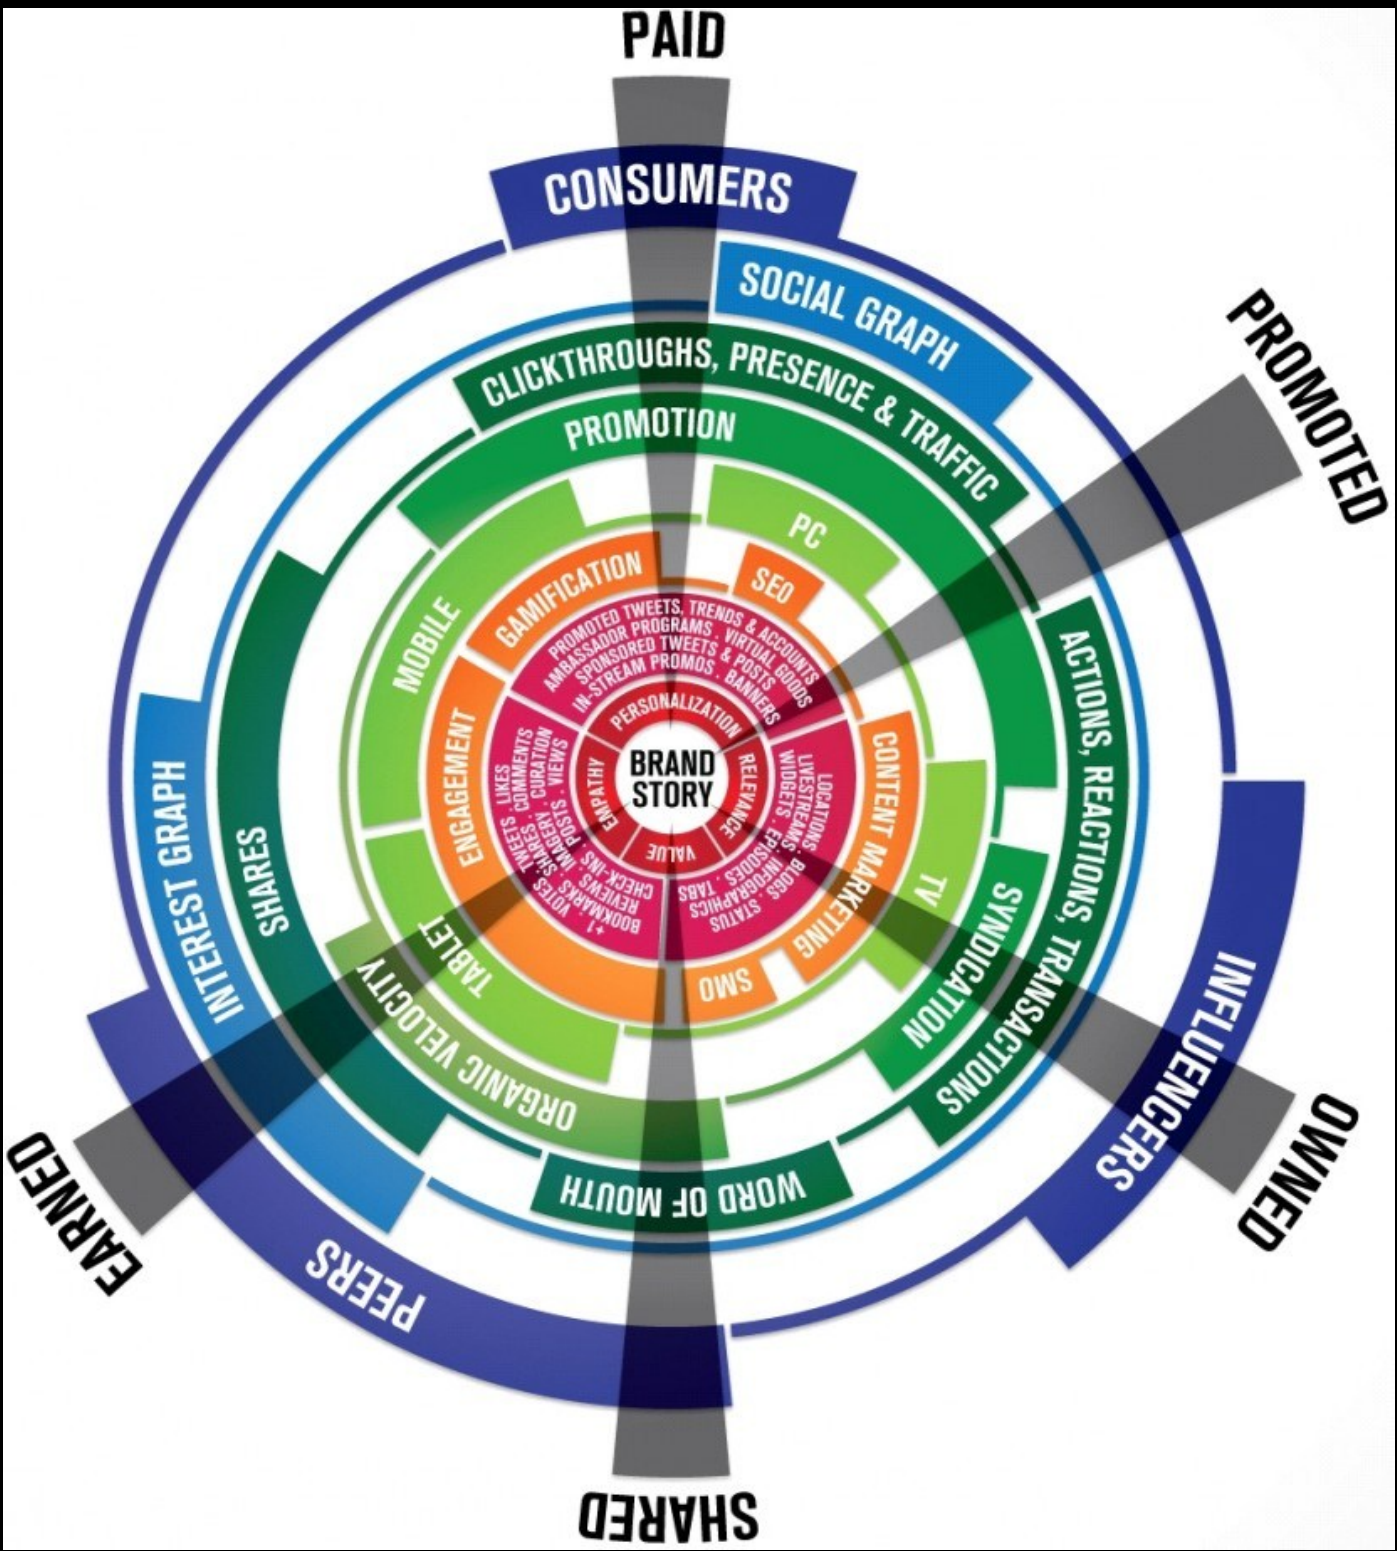 PAID
CONSUMERS
SOCIAL GRAPH
PROMOTED
CLICKTHROUGHS, PRESENCE & TRAFFIC
PROMOTION
PC
MOBILE
GAMIFICATION
SEO
PROMOTED TWEETS, TRENDS & ACCOUNTS
AMBASSADOR PROGRAMS . VIRTUAL GOODS
SPONSORED TWEETS & POSTS
IN-STREAM PROMOS . BANNERS
PERSONALIZATION
BRAND
STORY
EMPATHY
RELEVANCE
VALUE
ACTIONS, REACTIONS, TRANSACTIONS
CONTENT MARKETING
TV
SYNDICATION
LOCATIONS . BLOGS . STATUS
LIVESTREAMS . INFOGRAPHICS
WIDGETS . EPISODES . TABS
INFLUENCERS
OWNED
ENGAGEMENT
+1 . VOTES . TWEETS . LIKES
BOOKMARKS . SHARES . COMMENTS
REVIEWS . IMAGERY . CURATION
CHECK-INS . POSTS . VIEWS
SMO
TABLET
ORGANIC VELOCITY
SHARES
INTEREST GRAPH
WORD OF MOUTH
PEERS
EARNED
SHARED